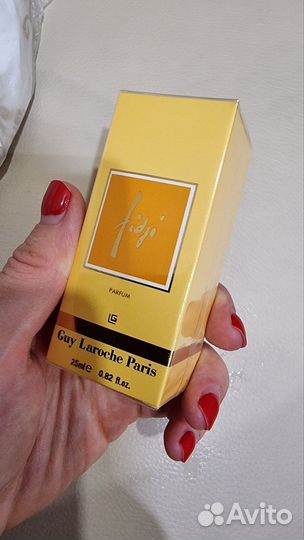 fidji
PARFUM
LG
Guy Laroche Paris
25ml e 0.82 fl.oz.
Avito